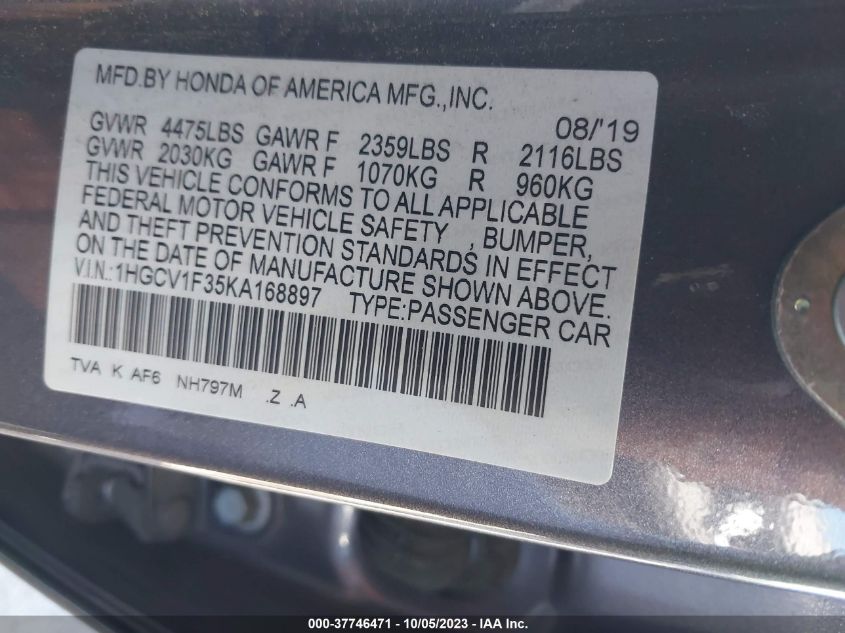 MFD.BY HONDA OF AMERICA MFG.,INC.
08/'19
GVWR 4475LBS GAWR F 2359LBS R 2116LBS
GVWR 2030KG GAWR F 1070KG R 960KG
THIS VEHICLE CONFORMS TO ALL APPLICABLE
FEDERAL MOTOR VEHICLE SAFETY , BUMPER,
AND THEFT PREVENTION STANDARDS IN EFFECT
ON THE DATE OF MANUFACTURE SHOWN ABOVE.
V.I.N.:1HGCV1F35KA168897 TYPE:PASSENGER CAR
TVA K AF6 NH797M .Z .A
000-37746471 - 10/05/2023 - IAA Inc.